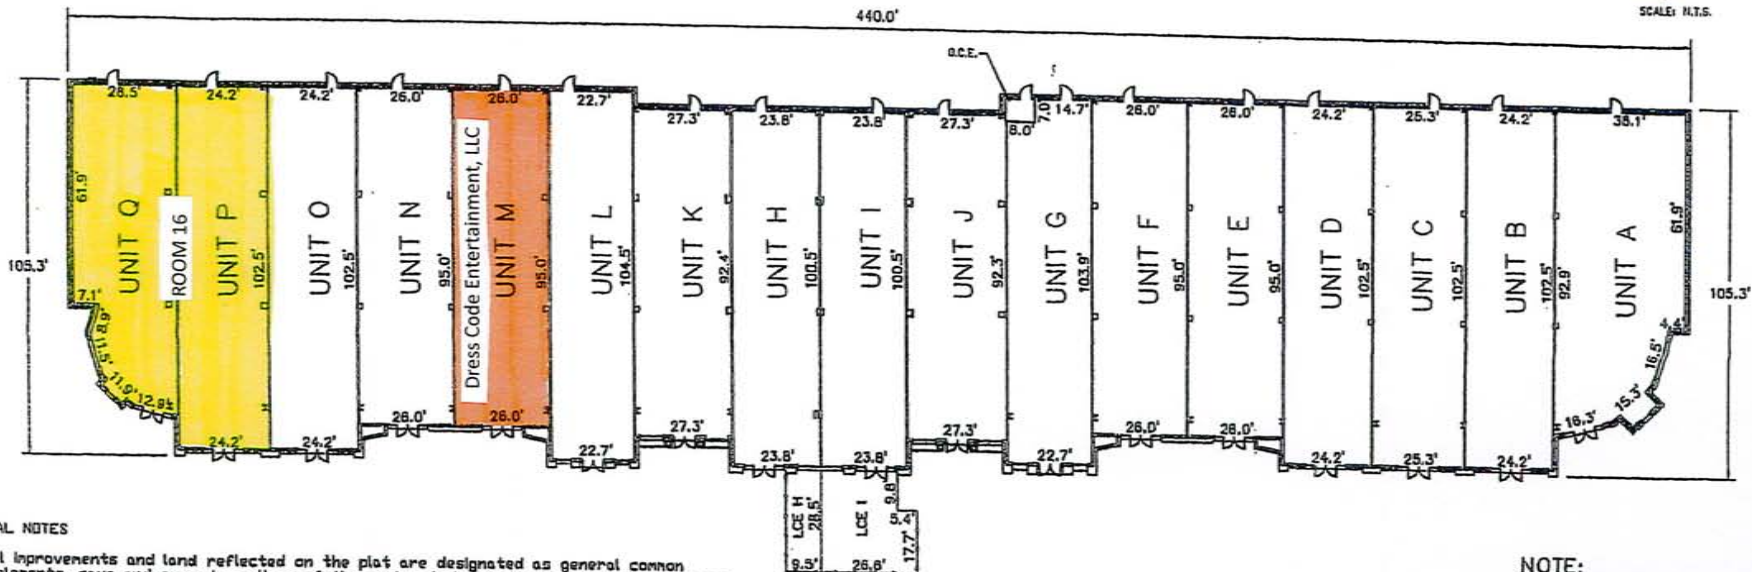 440.0'
SCALE: N.T.S.
G.C.E.
28.5'
24.2'
24.2'
26.0'
26.0'
22.7'
27.3'
23.8'
23.8'
27.3'
8.0'
7.0'
14.7'
26.0'
26.0'
24.2'
25.3'
24.2'
38.1'
105.3'
61.9'
UNIT Q
ROOM 16
UNIT P
102.5'
UNIT O
102.5'
UNIT N
95.0'
Dress Code Entertainment, LLC
UNIT M
95.0'
UNIT L
104.5'
UNIT K
92.4'
UNIT H
100.5'
UNIT I
100.5'
UNIT J
92.3'
UNIT G
103.9'
UNIT F
95.0'
UNIT E
95.0'
UNIT D
102.5'
UNIT C
102.5'
UNIT B
102.5'
92.9'
UNIT A
61.9'
105.3'
7.1'
11.5'
11.9'
12.9'
4.4'
16.5'
15.3'
16.3'
24.2'
24.2'
26.0'
26.0'
22.7'
27.3'
23.8'
23.8'
27.3'
22.7'
26.0'
26.0'
24.2'
25.3'
24.2'
LCE H
28.5'
LCE I
9.8'
5.4'
17.7'
9.5'
26.6'
AL NOTES
l improvements and land reflected on the plat are designated as general common
NOTE: